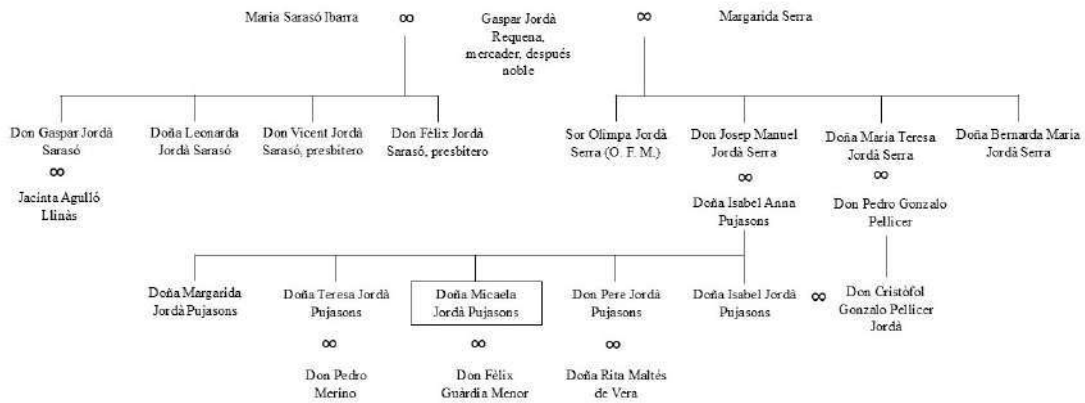 Maria Sarasó Ibarra
∞
Gaspar Jordà
Requena,
mercader, después
noble
∞
Margarida Serra
Don Gaspar Jordà
Sarasó
∞
Jacinta Agulló
Llinàs
Doña Leonarda
Jordà Sarasó
Don Vicent Jordà
Sarasó, presbítero
Don Fèlix Jordà
Sarasó, presbítero
Sor Olimpa Jordà
Serra (O. F. M.)
Don Josep Manuel
Jordà Serra
∞
Doña Isabel Anna
Pujasons
Doña Maria Teresa
Jordà Serra
∞
Don Pedro Gonzalo
Pellicer
Doña Bernarda Maria
Jordà Serra
Doña Margarida
Jordà Pujasons
Doña Teresa Jordà
Pujasons
∞
Don Pedro
Merino
Doña Micaela
Jordà Pujasons
∞
Don Fèlix
Guàrdia Menor
Don Pere Jordà
Pujasons
∞
Doña Rita Maltés
de Vera
Doña Isabel Jordà
Pujasons
∞
Don Cristòfol
Gonzalo Pellicer
Jordà